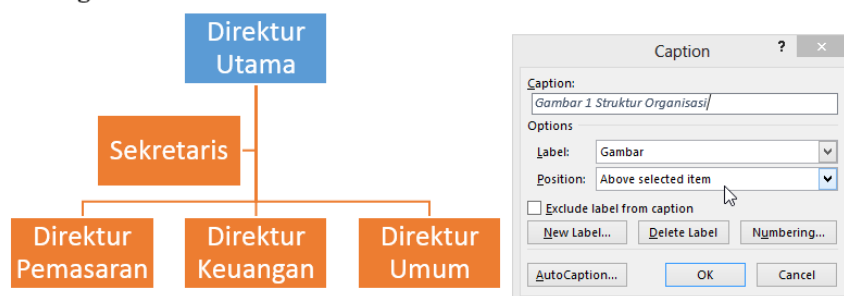 Direktur
Utama
Sekretaris
Direktur
Pemasaran
Direktur
Keuangan
Direktur
Umum
Caption
?
×
Caption:
Gambar 1 Struktur Organisasi
Options
Label:
Gambar
Position:
Above selected item
Exclude label from caption
New Label...
Delete Label
Numbering...
AutoCaption...
OK
Cancel